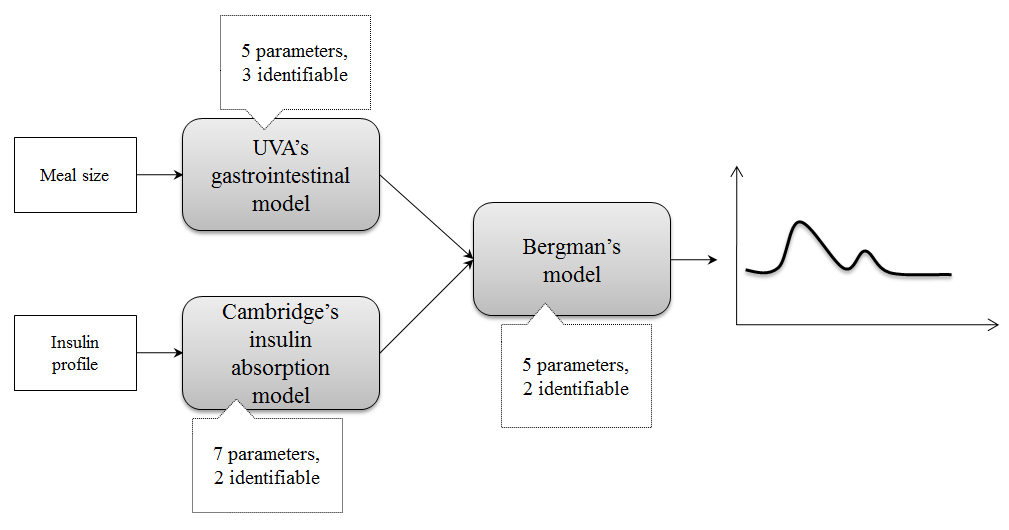 5 parameters,
3 identifiable
UVA’s
gastrointestinal
model
Meal size
Bergman’s
model
Cambridge’s
insulin
absorption
model
Insulin
profile
5 parameters,
2 identifiable
7 parameters,
2 identifiable